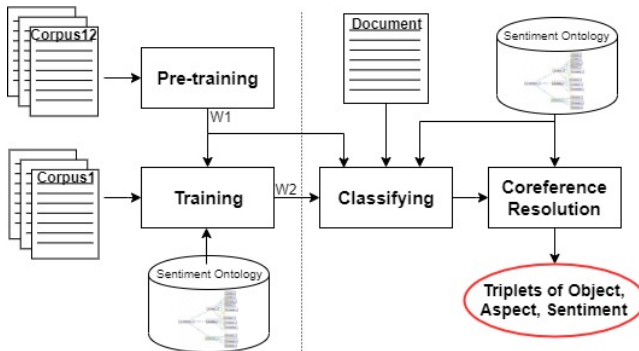 Corpus12
Pre-training
Document
Sentiment Ontology
W1
Corpus1
Training
W2
Classifying
Coreference
Resolution
Sentiment Ontology
Triplets of Object,
Aspect, Sentiment